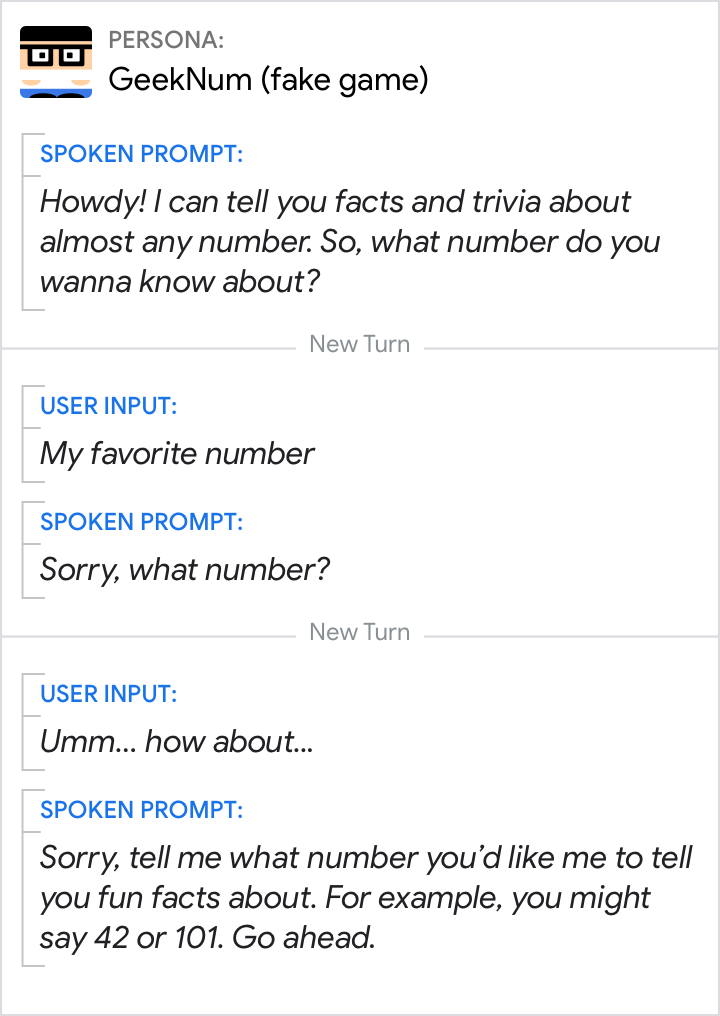 PERSONA:
GeekNum (fake game)
SPOKEN PROMPT:
Howdy! I can tell you facts and trivia about
almost any number. So, what number do you
wanna know about?
New Turn
USER INPUT:
My favorite number
SPOKEN PROMPT:
Sorry, what number?
New Turn
USER INPUT:
Umm... how about...
SPOKEN PROMPT:
Sorry, tell me what number you’d like me to tell
you fun facts about. For example, you might
say 42 or 101. Go ahead.